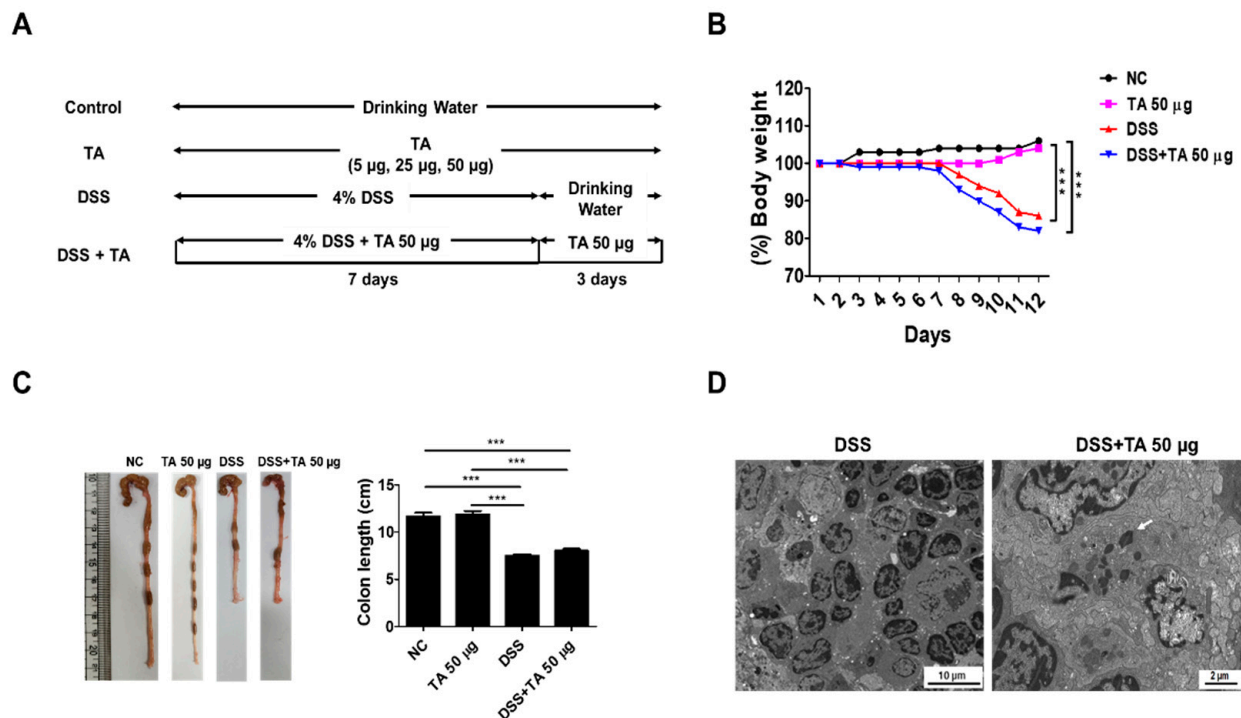 A
Control
Drinking Water
TA
TA
(5 µg, 25 µg, 50 µg)
DSS
4% DSS
Drinking
Water
DSS + TA
4% DSS + TA 50 µg
TA 50 µg
7 days
3 days
B
(%) Body weight
120
110
100
90
80
70
1 2 3 4 5 6 7 8 9 10 11 12
Days
NC
TA 50 µg
DSS
DSS+TA 50 µg
***
***
C
NC TA 50 µg DSS DSS+TA 50 µg
Colon length (cm)
15
10
5
0
***
***
***
***
NC
TA 50 µg
DSS
DSS+TA 50 µg
D
DSS
10 µm
DSS+TA 50 µg
2 µm